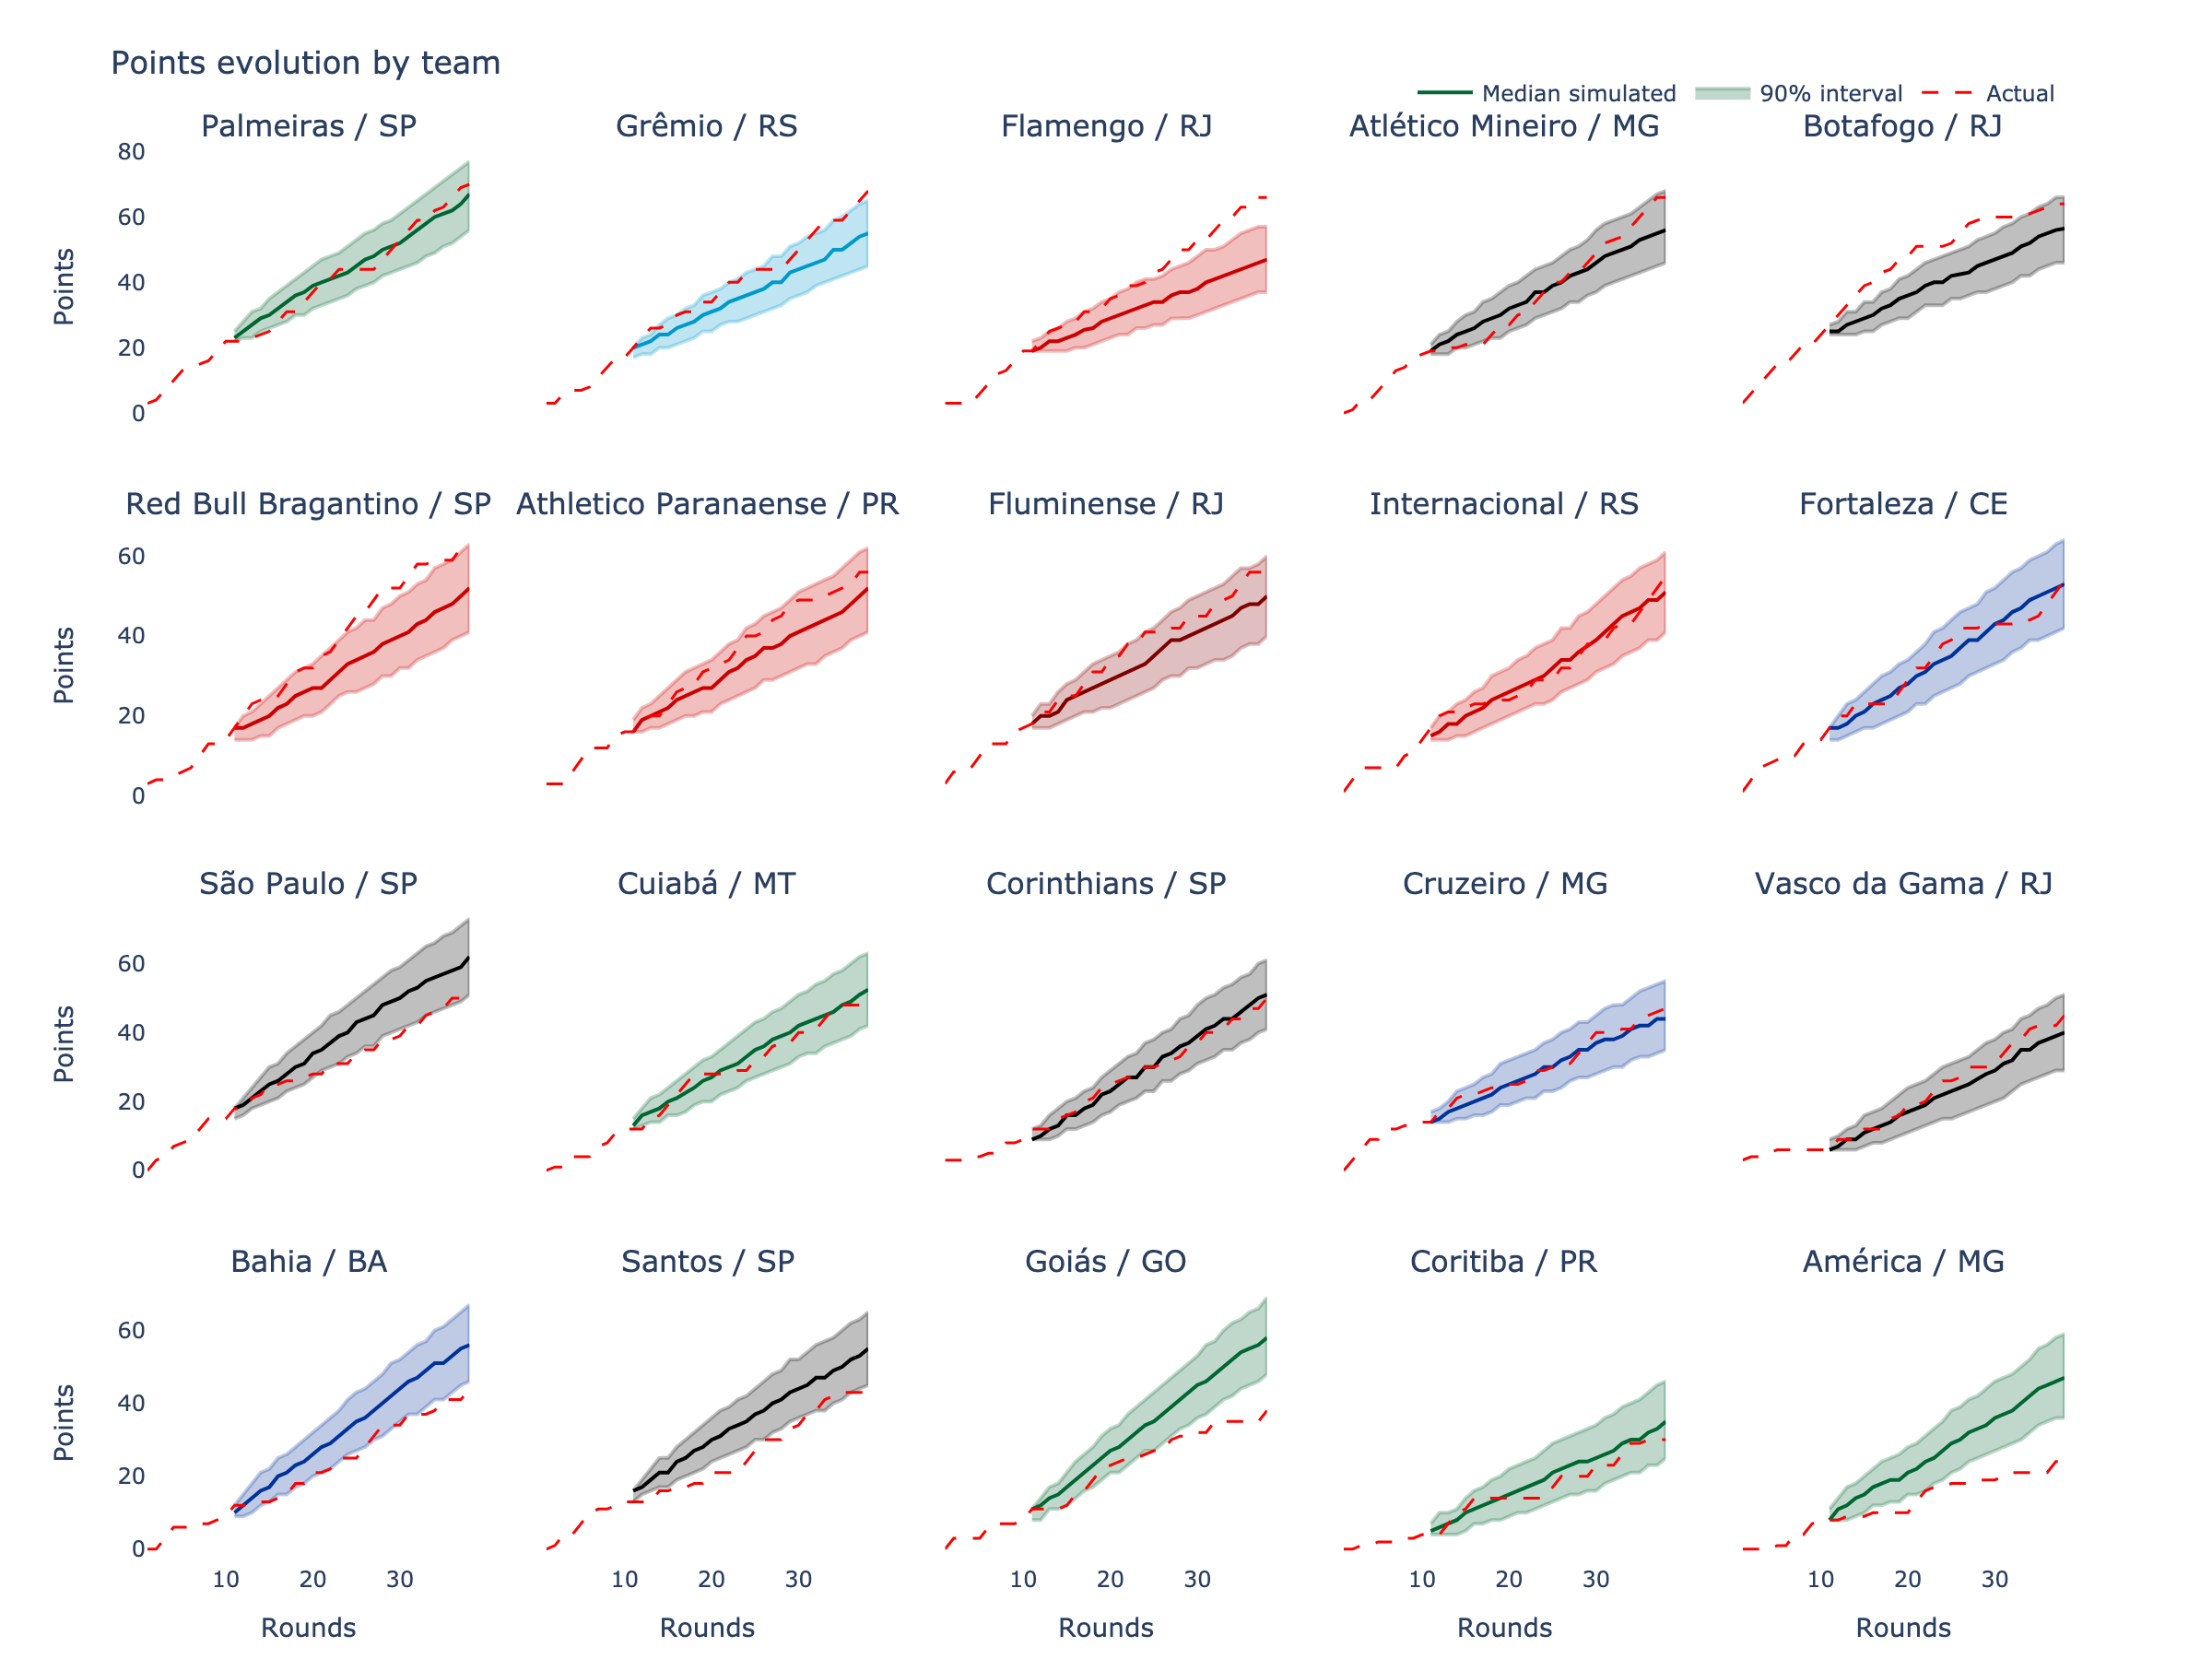 Points evolution by team
Median simulated 90% interval Actual
Palmeiras / SP Grêmio / RS Flamengo / RJ Atlético Mineiro / MG Botafogo / RJ
80
60
40
20
0
Points
Red Bull Bragantino / SP Athletico Paranaense / PR Fluminense / RJ Internacional / RS Fortaleza / CE
60
40
20
0
Points
São Paulo / SP Cuiabá / MT Corinthians / SP Cruzeiro / MG Vasco da Gama / RJ
60
40
20
0
Points
Bahia / BA Santos / SP Goiás / GO Coritiba / PR América / MG
60
40
20
0
Points
10 20 30 10 20 30 10 20 30 10 20 30 10 20 30
Rounds Rounds Rounds Rounds Rounds